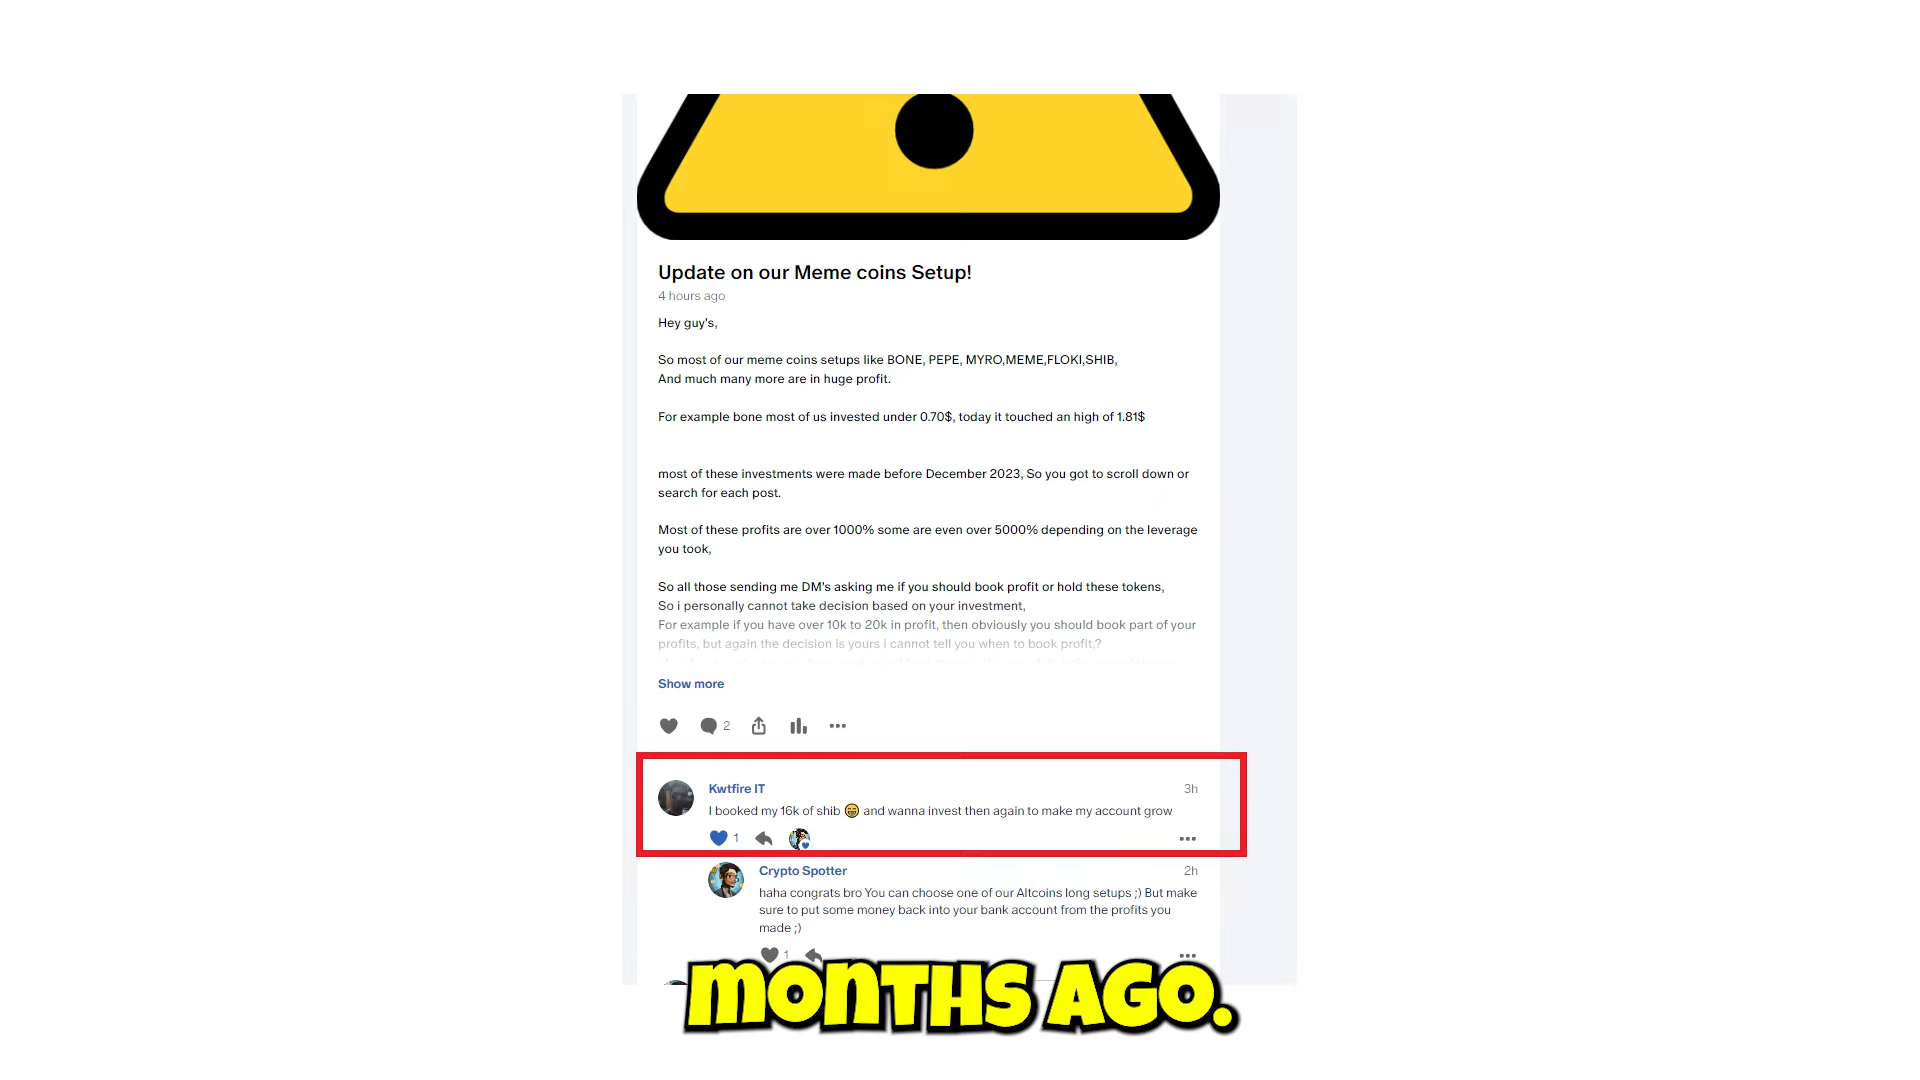 Update on our Meme coins Setup!
4 hours ago
Hey guy's,
So most of our meme coins setups like BONE, PEPE, MYRO,MEME,FLOKI,SHIB,
And much many more are in huge profit.
For example bone most of us invested under 0.70$, today it touched an high of 1.81$
most of these investments were made before December 2023, So you got to scroll down or
search for each post.
Most of these profits are over 1000% some are even over 5000% depending on the leverage
you took,
So all those sending me DM's asking me if you should book profit or hold these tokens,
So i personally cannot take decision based on your investment,
For example if you have over 10k to 20k in profit, then obviously you should book part of your
profits, but again the decision is yours i cannot tell you when to book profit,?
Show more
2
Kwtfire IT
3h
I booked my 16k of shib 😁 and wanna invest then again to make my account grow
1
Crypto Spotter
2h
haha congrats bro You can choose one of our Altcoins long setups ;) But make
sure to put some money back into your bank account from the profits you
made ;)
1
MONTHS AGO.